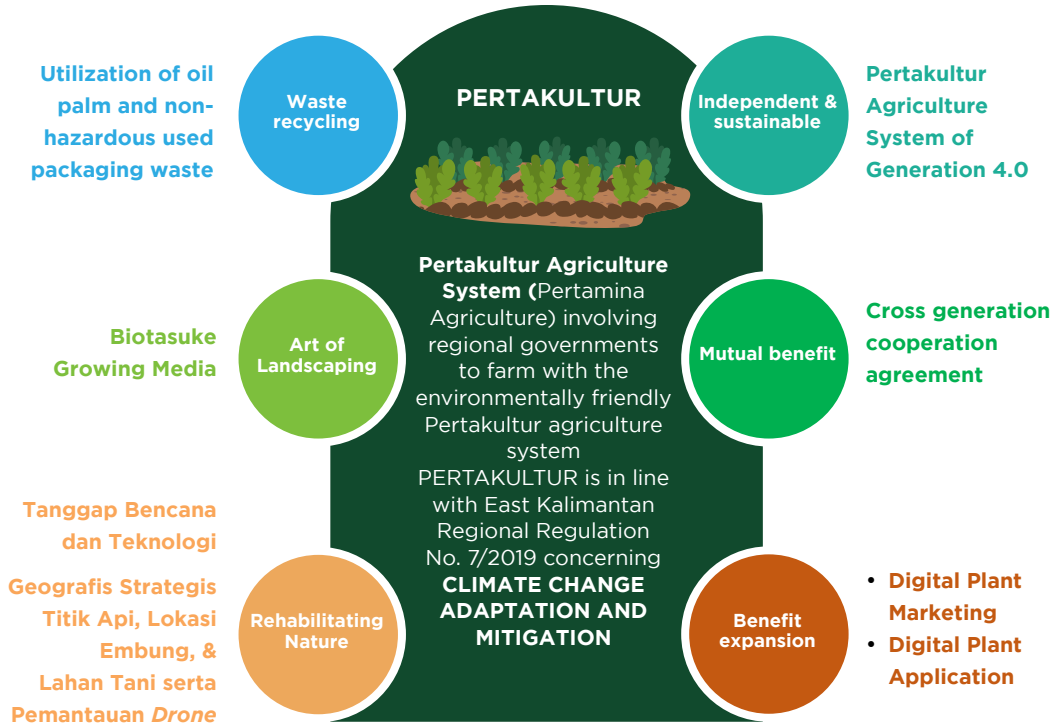 Utilization of oil
palm and non-
hazardous used
packaging waste
Waste
recycling
PERTAKULTUR
Independent &
sustainable
Pertakultur
Agriculture
System of
Generation 4.0
Biotasuke
Growing Media
Art of
Landscaping
Pertakultur Agriculture
System (Pertamina
Agriculture) involving
regional governments
to farm with the
environmentally friendly
Pertakultur agriculture
system
PERTAKULTUR is in line
with East Kalimantan
Regional Regulation
No. 7/2019 concerning
CLIMATE CHANGE
ADAPTATION AND
MITIGATION
Mutual benefit
Cross generation
cooperation
agreement
Tanggap Bencana
dan Teknologi
Geografis Strategis
Titik Api, Lokasi
Embung, &
Lahan Tani serta
Pemantauan Drone
Rehabilitating
Nature
Benefit
expansion
• Digital Plant
Marketing
• Digital Plant
Application